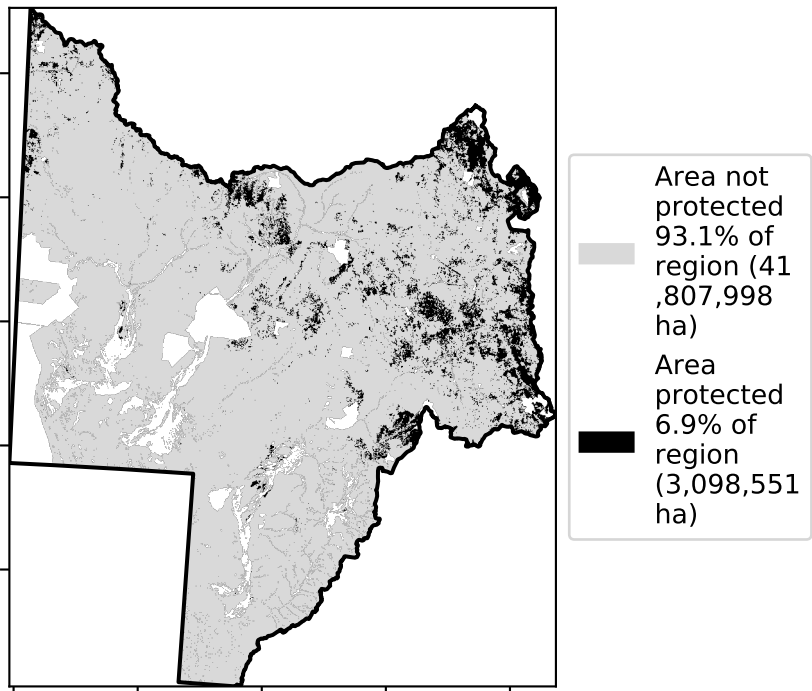 Area not
protected
93.1% of
region (41
,807,998
ha)
Area
protected
6.9% of
region
(3,098,551
ha)